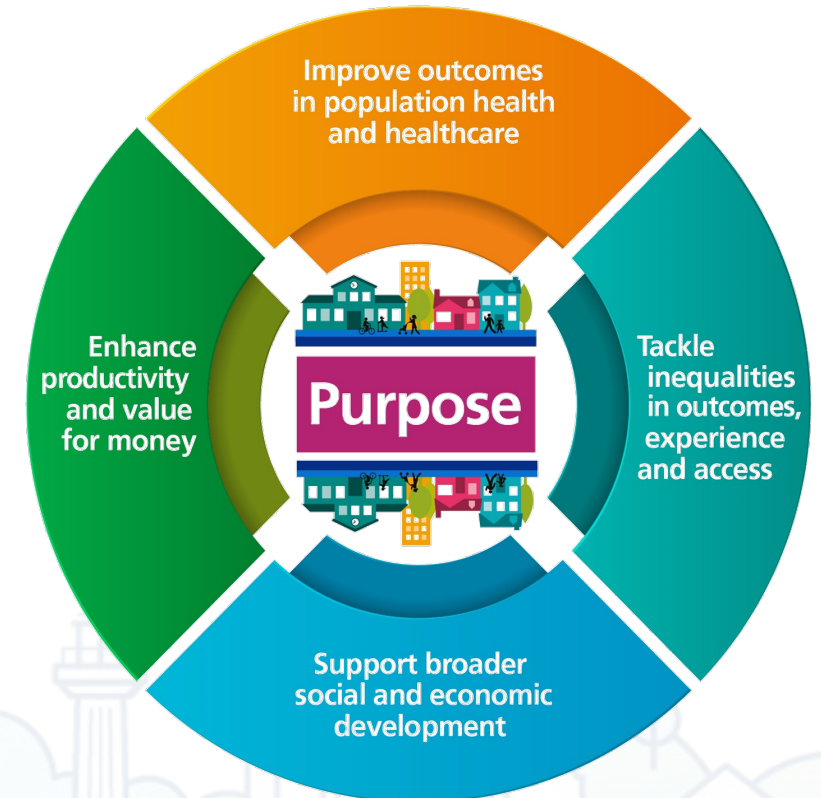 Improve outcomes
in population health
and healthcare
Enhance
productivity
and value
for money
Purpose
Tackle
inequalities
in outcomes,
experience
and access
Support broader
social and economic
development